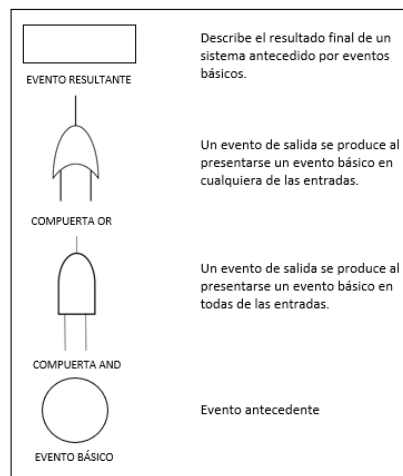 Describe el resultado final de un
sistema antecedido por eventos
básicos.
EVENTO RESULTANTE
Un evento de salida se produce al
presentarse un evento básico en
cualquiera de las entradas.
COMPUERTA OR
Un evento de salida se produce al
presentarse un evento básico en
todas de las entradas.
COMPUERTA AND
Evento antecedente
EVENTO BÁSICO